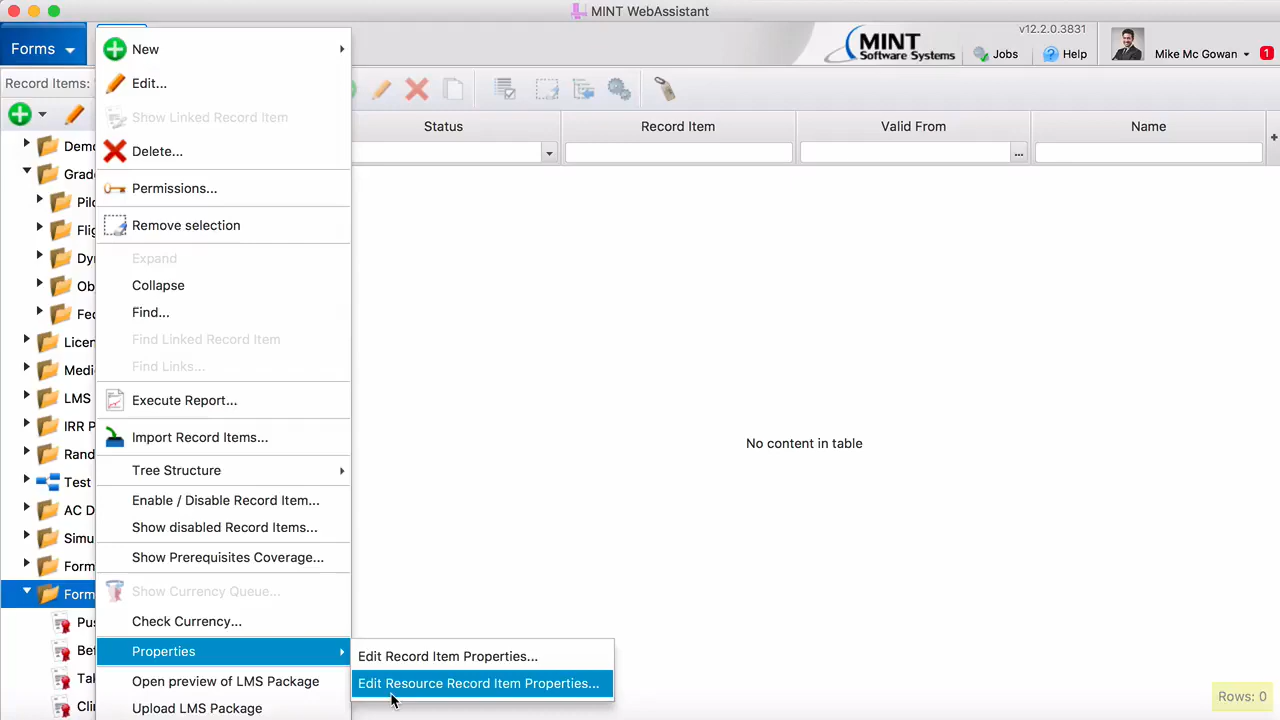 MINT WebAssistant
Forms
v12.2.0.3831
MINT
Software Systems
Jobs
Help
Mike Mc Gowan
1
Record Items:
New
Edit...
Show Linked Record Item
Delete...
Permissions...
Remove selection
Expand
Collapse
Find...
Find Linked Record Item
Find Links...
Execute Report...
Import Record Items...
Tree Structure
Enable / Disable Record Item...
Show disabled Record Items...
Show Prerequisites Coverage...
Show Currency Queue...
Check Currency...
Properties
Open preview of LMS Package
Upload LMS Package
Edit Record Item Properties...
Edit Resource Record Item Properties...
Demo
Grad
Pilo
Flig
Dyn
Ob
Fed
Licen
Medi
LMS
IRR P
Rand
Test
AC D
Simu
Form
Form
Pus
Bef
Tak
Clin
Status
Record Item
Valid From
Name
...
+
No content in table
Rows: 0